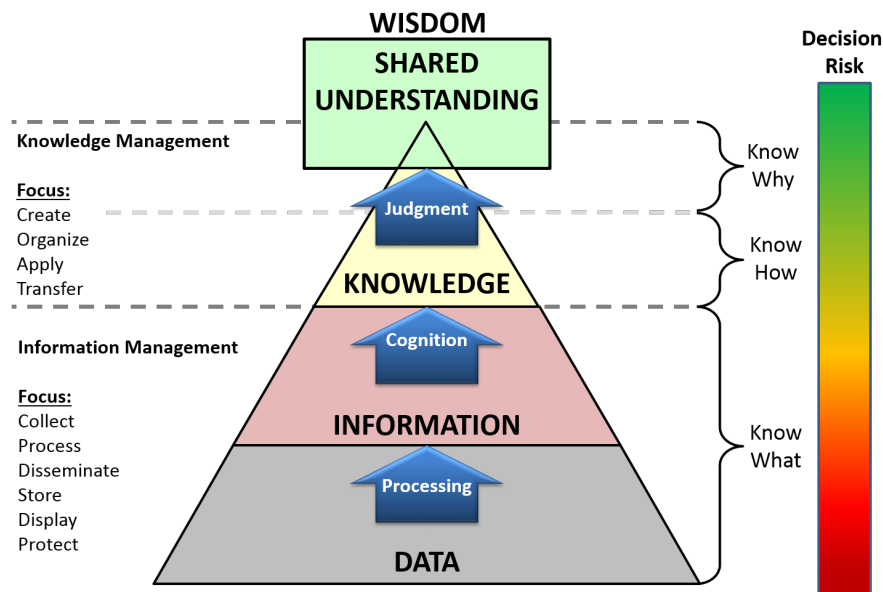 WISDOM
SHARED
UNDERSTANDING
Decision
Risk
Knowledge Management
Know
Why
Focus:
Create
Organize
Apply
Transfer
Judgment
Know
How
KNOWLEDGE
Information Management
Cognition
Focus:
Collect
Process
Disseminate
Store
Display
Protect
INFORMATION
Know
What
Processing
DATA